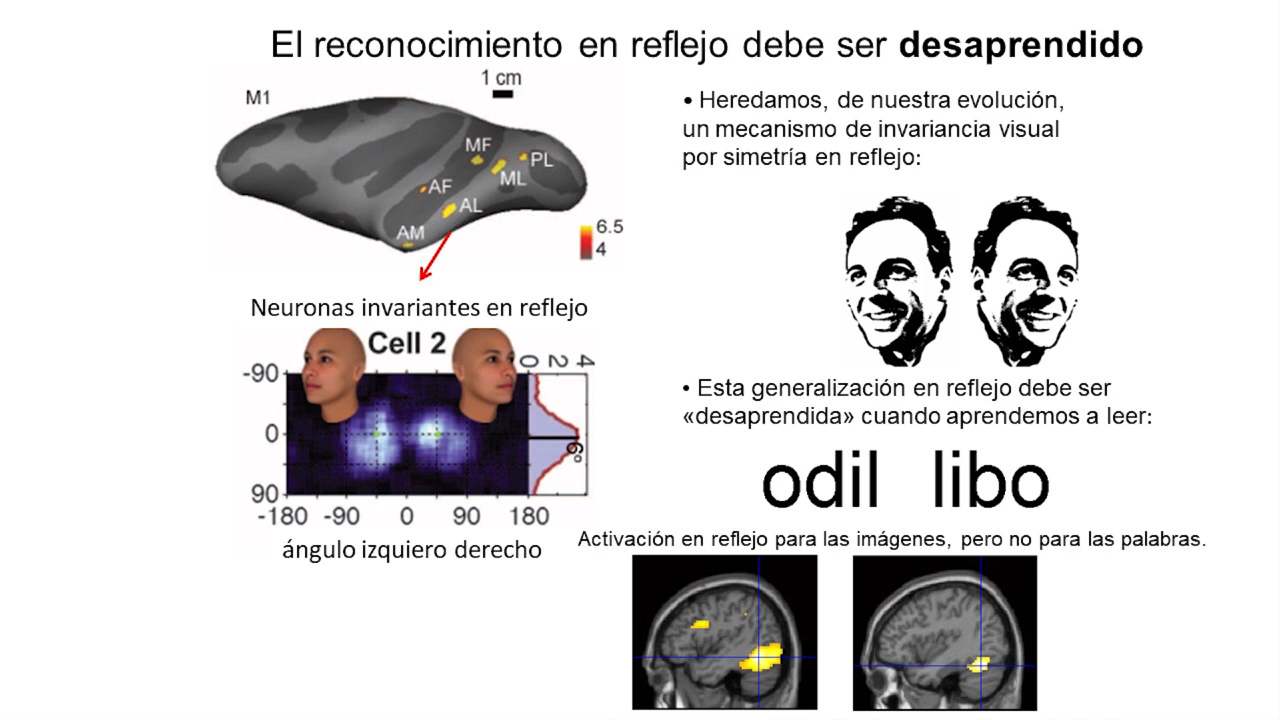 El reconocimiento en reflejo debe ser desaprendido
1 cm
M1
MF
PL
ML
AF
AL
AM
6.5
4
Neuronas invariantes en reflejo
Cell 2
0 2 4
-90
0
90
6°
-180 -90 0 90 180
ángulo izquiero derecho
• Heredamos, de nuestra evolución,
un mecanismo de invariancia visual
por simetría en reflejo:
• Esta generalización en reflejo debe ser
«desaprendida» cuando aprendemos a leer:
odil libo
Activación en reflejo para las imágenes, pero no para las palabras.